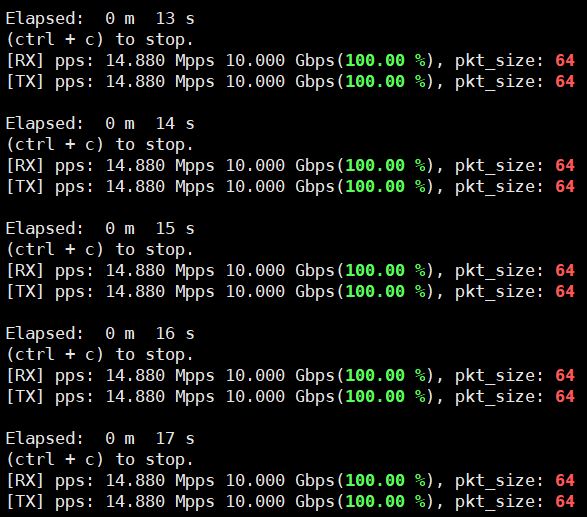 Elapsed:  0 m  13 s
(ctrl + c) to stop.
[RX] pps: 14.880 Mpps 10.000 Gbps(100.00 %), pkt_size: 64
[TX] pps: 14.880 Mpps 10.000 Gbps(100.00 %), pkt_size: 64

Elapsed:  0 m  14 s
(ctrl + c) to stop.
[RX] pps: 14.880 Mpps 10.000 Gbps(100.00 %), pkt_size: 64
[TX] pps: 14.880 Mpps 10.000 Gbps(100.00 %), pkt_size: 64

Elapsed:  0 m  15 s
(ctrl + c) to stop.
[RX] pps: 14.880 Mpps 10.000 Gbps(100.00 %), pkt_size: 64
[TX] pps: 14.880 Mpps 10.000 Gbps(100.00 %), pkt_size: 64

Elapsed:  0 m  16 s
(ctrl + c) to stop.
[RX] pps: 14.880 Mpps 10.000 Gbps(100.00 %), pkt_size: 64
[TX] pps: 14.880 Mpps 10.000 Gbps(100.00 %), pkt_size: 64

Elapsed:  0 m  17 s
(ctrl + c) to stop.
[RX] pps: 14.880 Mpps 10.000 Gbps(100.00 %), pkt_size: 64
[TX] pps: 14.880 Mpps 10.000 Gbps(100.00 %), pkt_size: 64